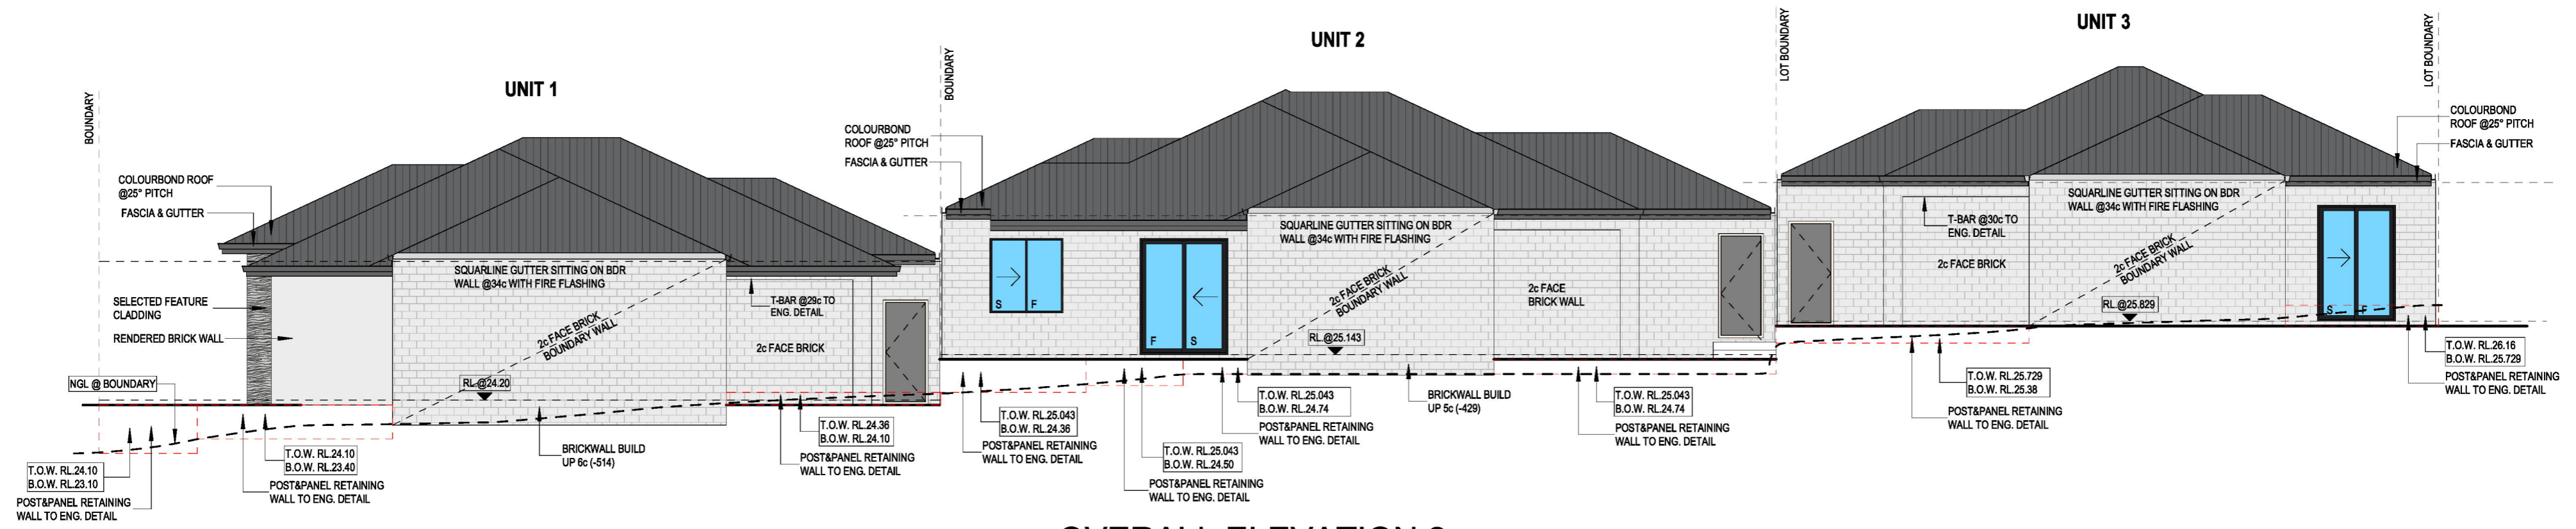 UNIT 1
BOUNDARY
COLOURBOND ROOF
@25° PITCH
FASCIA & GUTTER
SELECTED FEATURE
CLADDING
RENDERED BRICK WALL
NGL @ BOUNDARY
T.O.W. RL.24.10
B.O.W. RL.23.10
POST&PANEL RETAINING
WALL TO ENG. DETAIL
T.O.W. RL.24.10
B.O.W. RL.23.40
POST&PANEL RETAINING
WALL TO ENG. DETAIL
SQUARLINE GUTTER SITTING ON BDR
WALL @34c WITH FIRE FLASHING
2c FACE BRICK
BOUNDARY WALL
RL.@24.20
BRICKWALL BUILD
UP 6c (-514)
T-BAR @29c TO
ENG. DETAIL
2c FACE BRICK
T.O.W. RL.24.36
B.O.W. RL.24.10
POST&PANEL RETAINING
WALL TO ENG. DETAIL
UNIT 2
BOUNDARY
COLOURBOND
ROOF @25° PITCH
FASCIA & GUTTER
S F
F S
T.O.W. RL.25.043
B.O.W. RL.24.36
POST&PANEL RETAINING
WALL TO ENG. DETAIL
T.O.W. RL.25.043
B.O.W. RL.24.50
POST&PANEL RETAINING
WALL TO ENG. DETAIL
SQUARLINE GUTTER SITTING ON BDR
WALL @34c WITH FIRE FLASHING
2c FACE BRICK
BOUNDARY WALL
RL.@25.143
T.O.W. RL.25.043
B.O.W. RL.24.74
POST&PANEL RETAINING
WALL TO ENG. DETAIL
BRICKWALL BUILD
UP 5c (-429)
2c FACE
BRICK WALL
T.O.W. RL.25.043
B.O.W. RL.24.74
POST&PANEL RETAINING
WALL TO ENG. DETAIL
UNIT 3
LOT BOUNDARY
T-BAR @30c TO
ENG. DETAIL
2c FACE BRICK
T.O.W. RL.25.729
B.O.W. RL.25.38
POST&PANEL RETAINING
WALL TO ENG. DETAIL
SQUARLINE GUTTER SITTING ON BDR
WALL @34c WITH FIRE FLASHING
2c FACE BRICK
BOUNDARY WALL
RL.@25.829
S F
LOT BOUNDARY
COLOURBOND
ROOF @25° PITCH
FASCIA & GUTTER
T.O.W. RL.26.16
B.O.W. RL.25.729
POST&PANEL RETAINING
WALL TO ENG. DETAIL